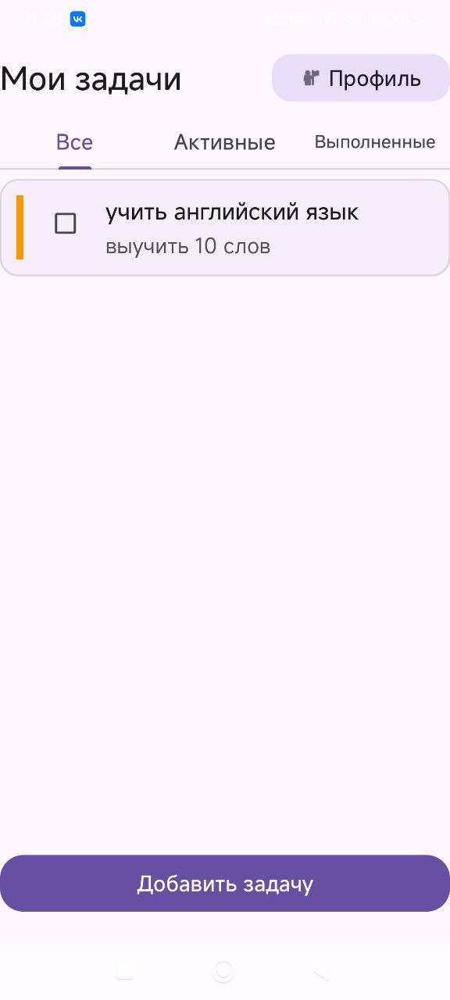 Мои задачи
Профиль
Все
Активные
Выполненные
учить английский язык
выучить 10 слов
Добавить задачу